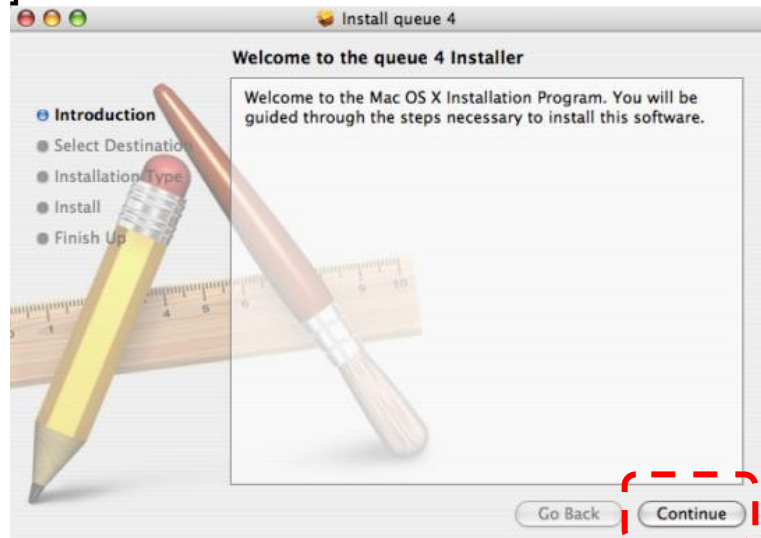 Install queue 4
Welcome to the queue 4 Installer
Introduction
Select Destination
Installation Type
Install
Finish Up
Welcome to the Mac OS X Installation Program. You will be
guided through the steps necessary to install this software.
Go Back
Continue